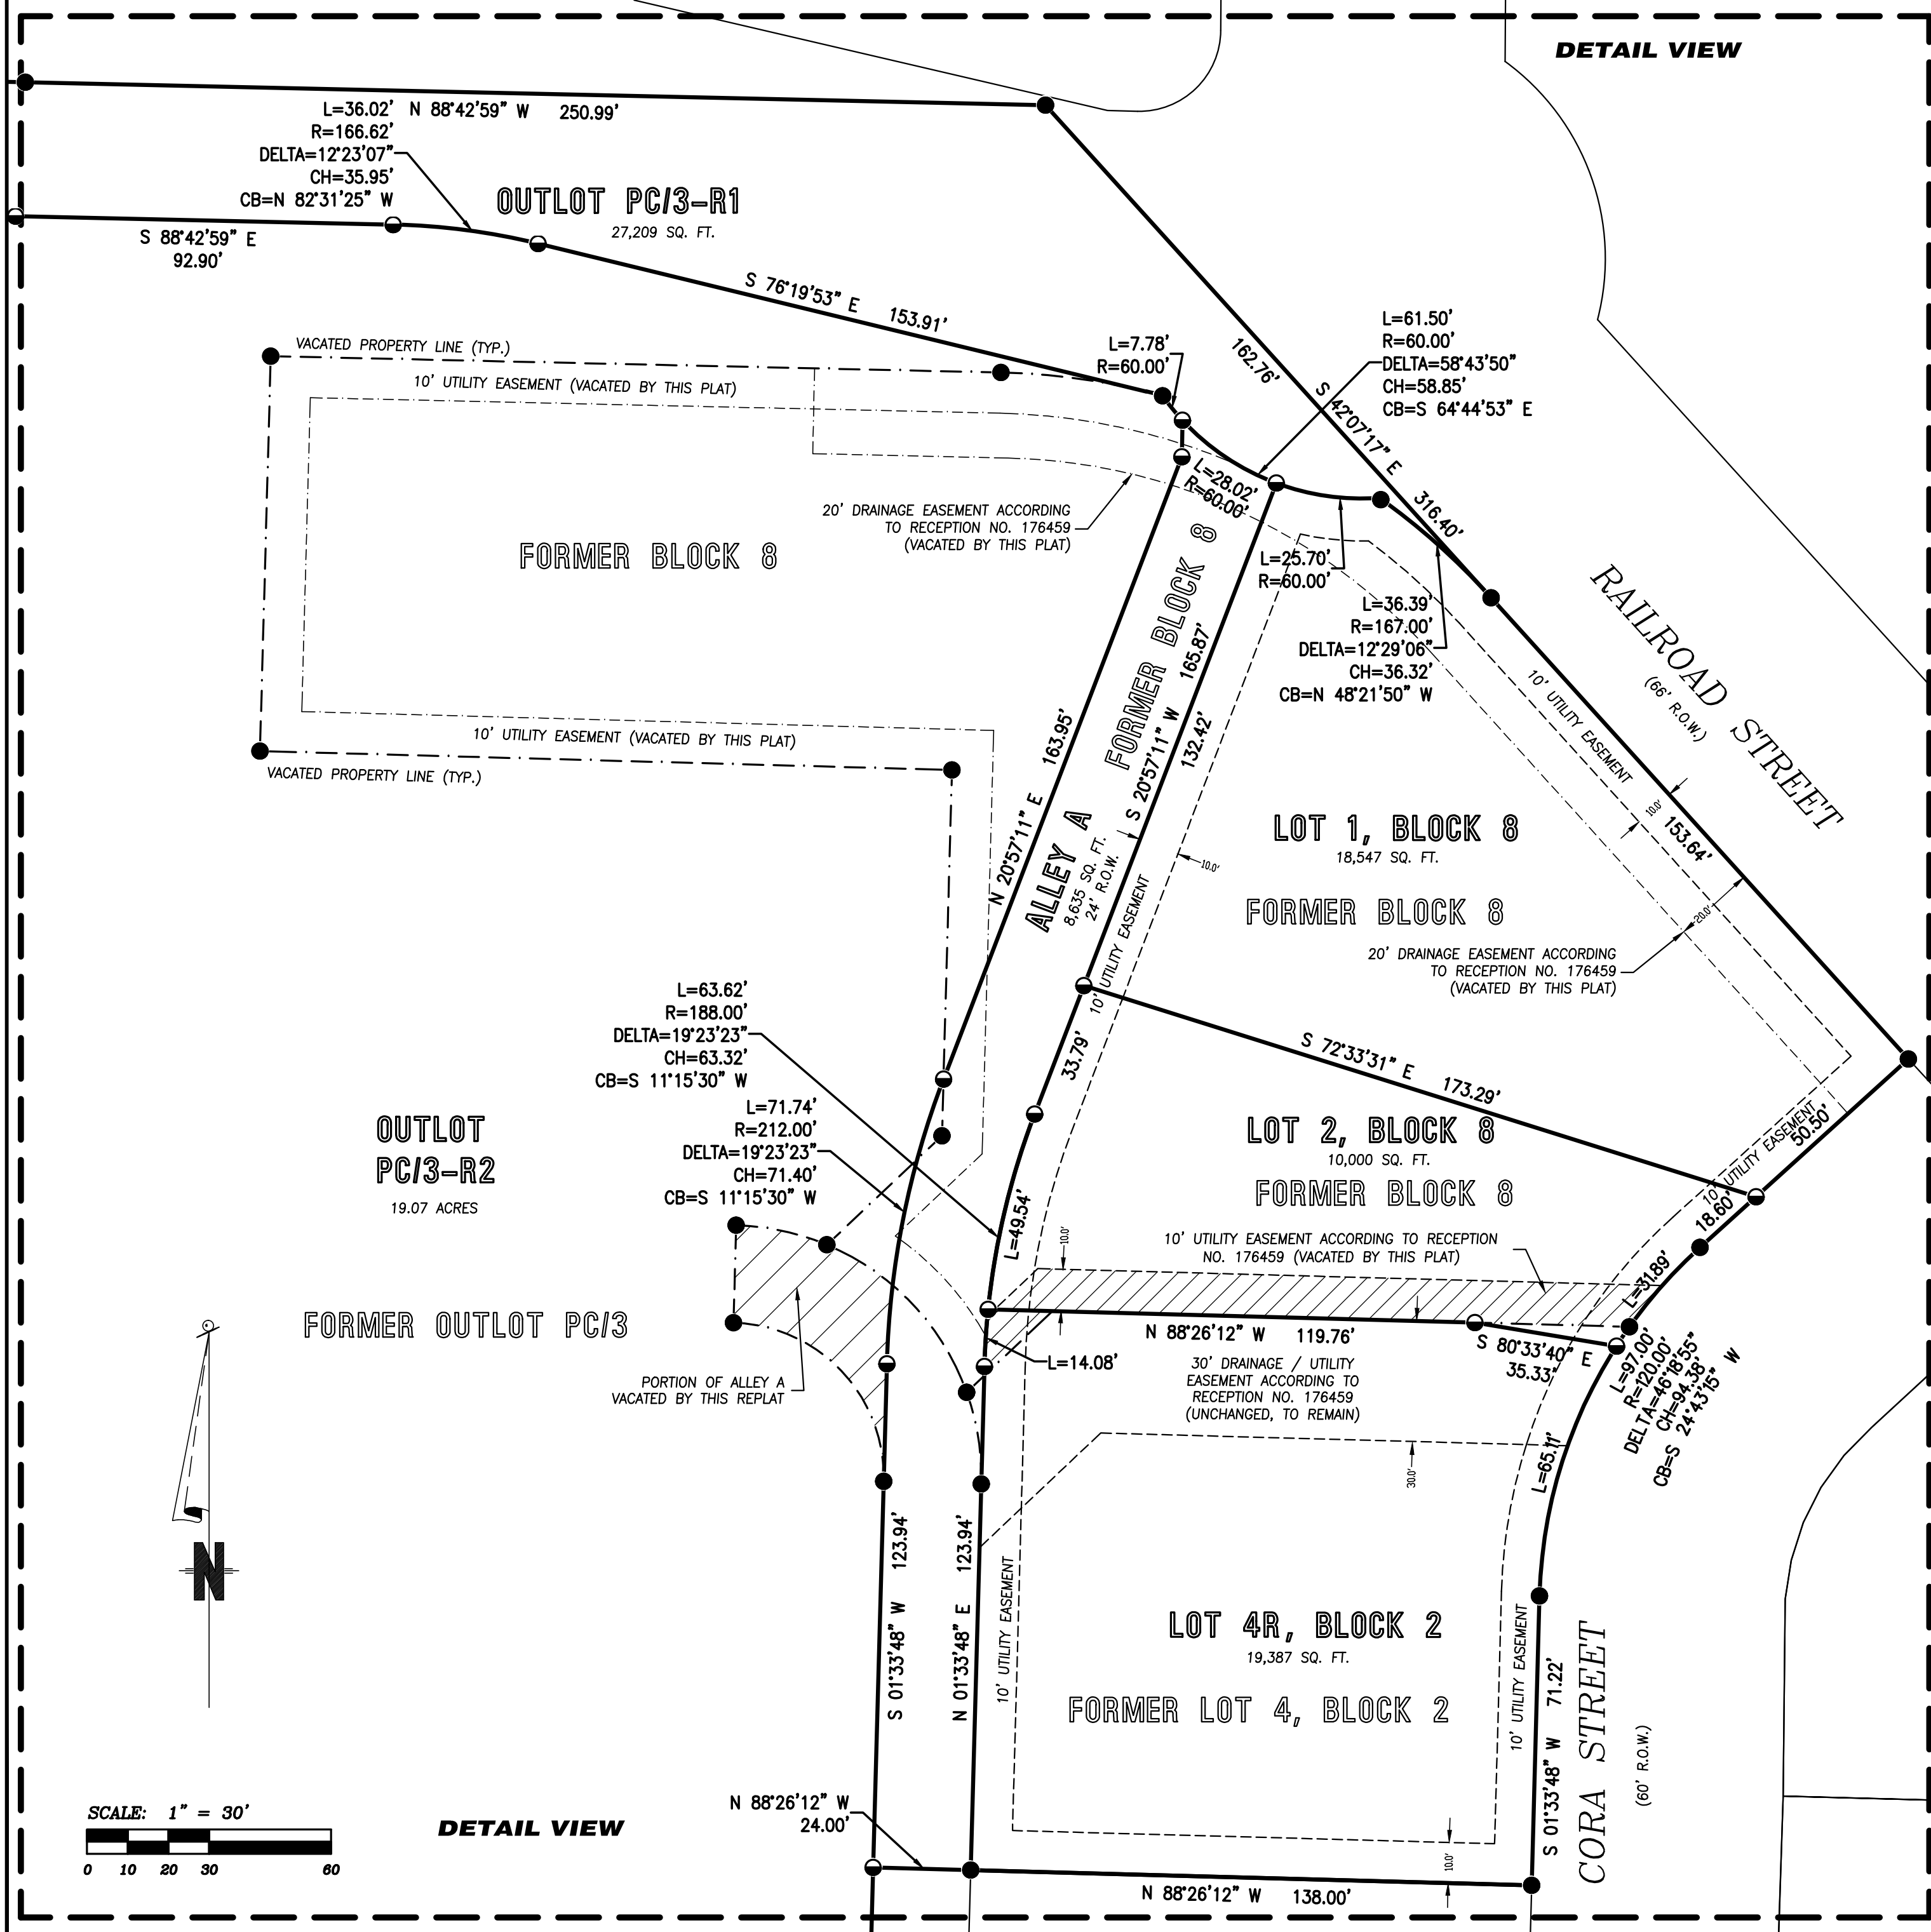 DETAIL VIEW
L=36.02'
R=166.62'
DELTA=12°23'07"
CH=35.95'
CB=N 82°31'25" W
N 88°42'59" W 250.99'
OUTLOT PC/3-R1
27,209 SQ. FT.
S 88°42'59" E
92.90'
S 76°19'53" E 153.91'
L=7.78'
R=60.00'
162.76'
S 42°07'17" E
316.40'
L=61.50'
R=60.00'
DELTA=58°43'50"
CH=58.85'
CB=S 64°44'53" E
VACATED PROPERTY LINE (TYP.)
10' UTILITY EASEMENT (VACATED BY THIS PLAT)
L=28.02'
R=60.00'
20' DRAINAGE EASEMENT ACCORDING
TO RECEPTION NO. 176459
(VACATED BY THIS PLAT)
FORMER BLOCK 8
FORMER BLOCK 8
L=25.70'
R=60.00'
L=36.39'
R=167.00'
DELTA=12°29'06"
CH=36.32'
CB=N 48°21'50" W
RAILROAD STREET
(66' R.O.W.)
10' UTILITY EASEMENT
10.0'
153.64'
10' UTILITY EASEMENT (VACATED BY THIS PLAT)
VACATED PROPERTY LINE (TYP.)
163.95'
N 20°57'11" E
165.87'
S 20°57'11" W
132.42'
ALLEY A
8,635 SQ. FT.
24' R.O.W.
10.0'
10' UTILITY EASEMENT
LOT 1, BLOCK 8
18,547 SQ. FT.
FORMER BLOCK 8
20.0'
20' DRAINAGE EASEMENT ACCORDING
TO RECEPTION NO. 176459
(VACATED BY THIS PLAT)
L=63.62'
R=188.00'
DELTA=19°23'23"
CH=63.32'
CB=S 11°15'30" W
L=71.74'
R=212.00'
DELTA=19°23'23"
CH=71.40'
CB=S 11°15'30" W
33.79'
S 72°33'31" E 173.29'
10' UTILITY EASEMENT
50.50'
18.60'
OUTLOT
PC/3-R2
19.07 ACRES
LOT 2, BLOCK 8
10,000 SQ. FT.
FORMER BLOCK 8
L=49.54'
10.0'
10' UTILITY EASEMENT ACCORDING TO RECEPTION
NO. 176459 (VACATED BY THIS PLAT)
L=31.89'
FORMER OUTLOT PC/3
PORTION OF ALLEY A
VACATED BY THIS REPLAT
L=14.08'
N 88°26'12" W 119.76'
S 80°33'40" E
35.33'
30' DRAINAGE / UTILITY
EASEMENT ACCORDING TO
RECEPTION NO. 176459
(UNCHANGED, TO REMAIN)
L=97.00'
R=120.00'
DELTA=46°18'55"
CH=94.38'
CB=S 24°43'15" W
L=65.11'
30.0'
N
S 01°33'48" W 123.94'
N 01°33'48" E 123.94'
10' UTILITY EASEMENT
LOT 4R, BLOCK 2
19,387 SQ. FT.
FORMER LOT 4, BLOCK 2
10' UTILITY EASEMENT
S 01°33'48" W 71.22'
CORA STREET
(60' R.O.W.)
SCALE: 1" = 30'
0 10 20 30 60
DETAIL VIEW
N 88°26'12" W
24.00'
10.0'
N 88°26'12" W 138.00'